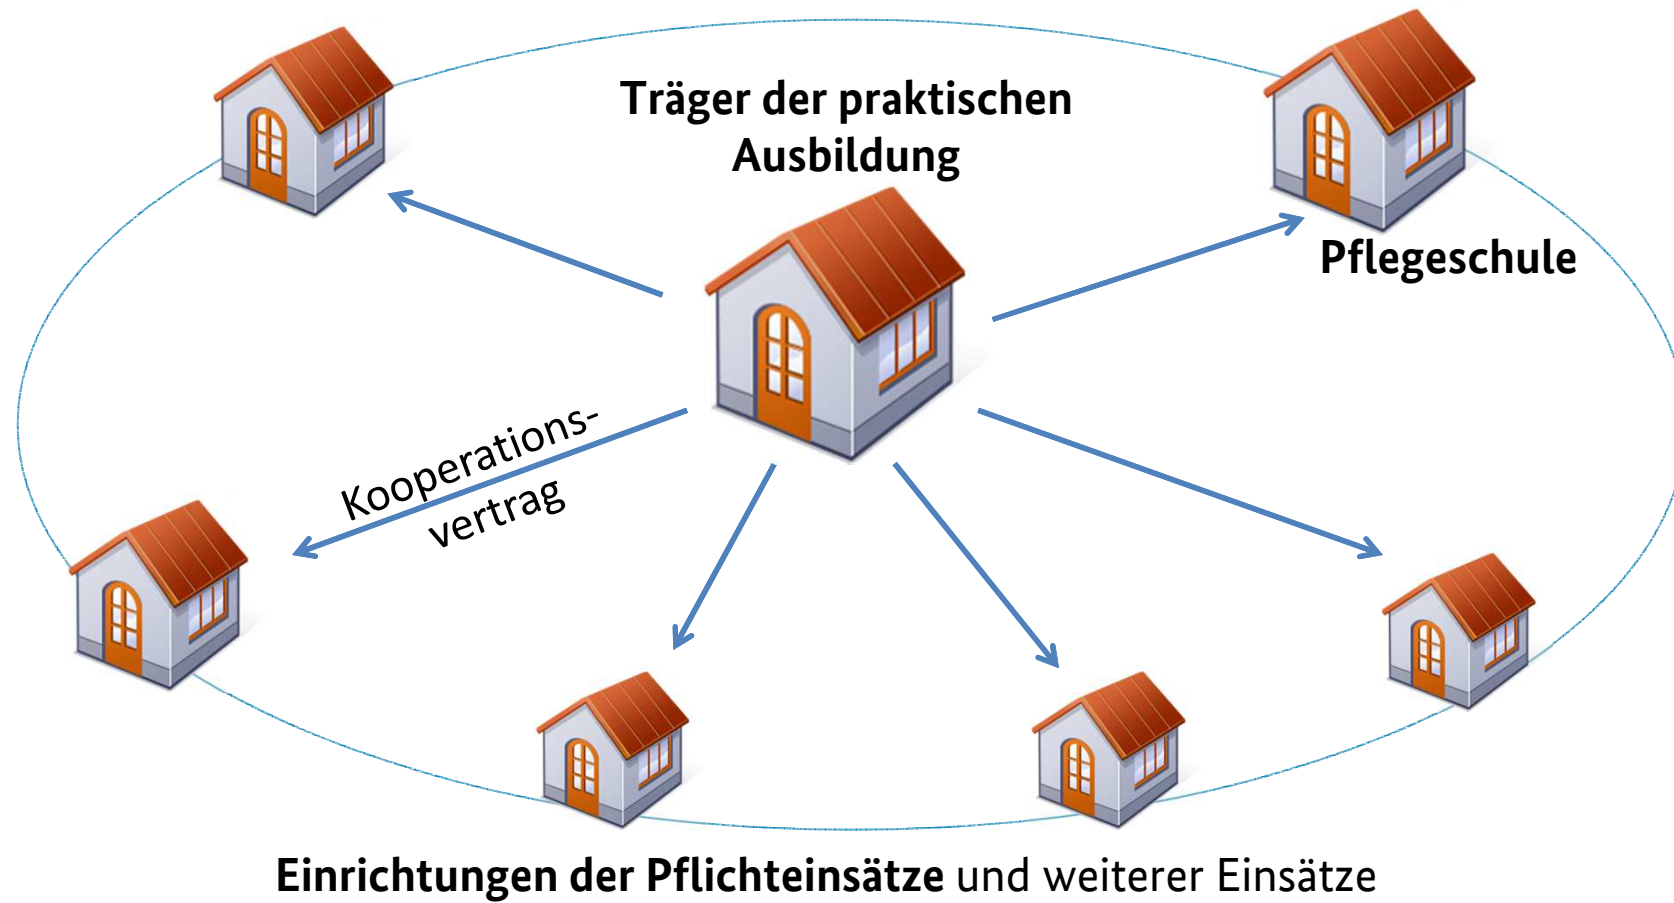 Träger der praktischen
Ausbildung
Pflegeschule
Kooperations-
vertrag
Einrichtungen der Pflichteinsätze und weiterer Einsätze